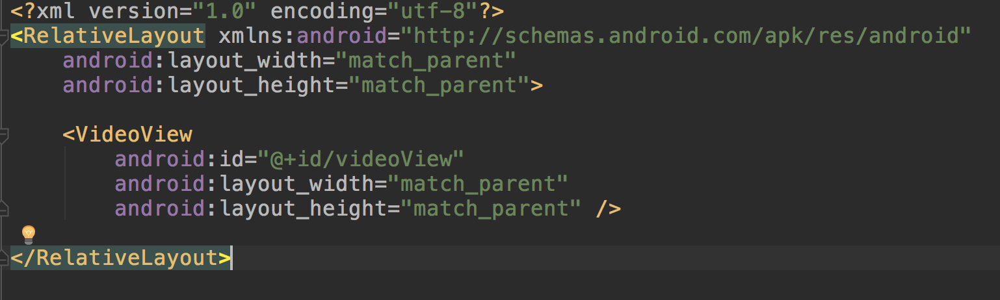 <?xml version="1.0" encoding="utf-8"?>
<RelativeLayout xmlns:android="http://schemas.android.com/apk/res/android"
    android:layout_width="match_parent"
    android:layout_height="match_parent">
    <VideoView
        android:id="@+id/videoView"
        android:layout_width="match_parent"
        android:layout_height="match_parent" />
</RelativeLayout>